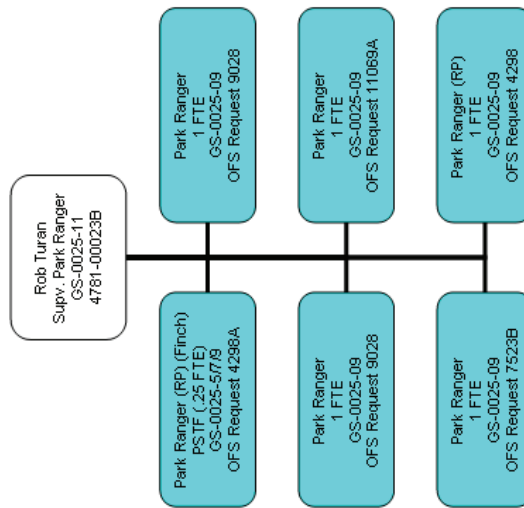 Rob Turan
Supv. Park Ranger
GS-0025-11
4781-00023B
Park Ranger (RP) (Finch)
PSTF (.25 FTE)
GS-0025-5/7/9
OFS Request 4298A
Park Ranger
1 FTE
GS-0025-09
OFS Request 9028
Park Ranger
1 FTE
GS-0025-09
OFS Request 9028
Park Ranger
1 FTE
GS-0025-09
OFS Request 11069A
Park Ranger
1 FTE
GS-0025-09
OFS Request 7523B
Park Ranger (RP)
1 FTE
GS-0025-09
OFS Request 4298